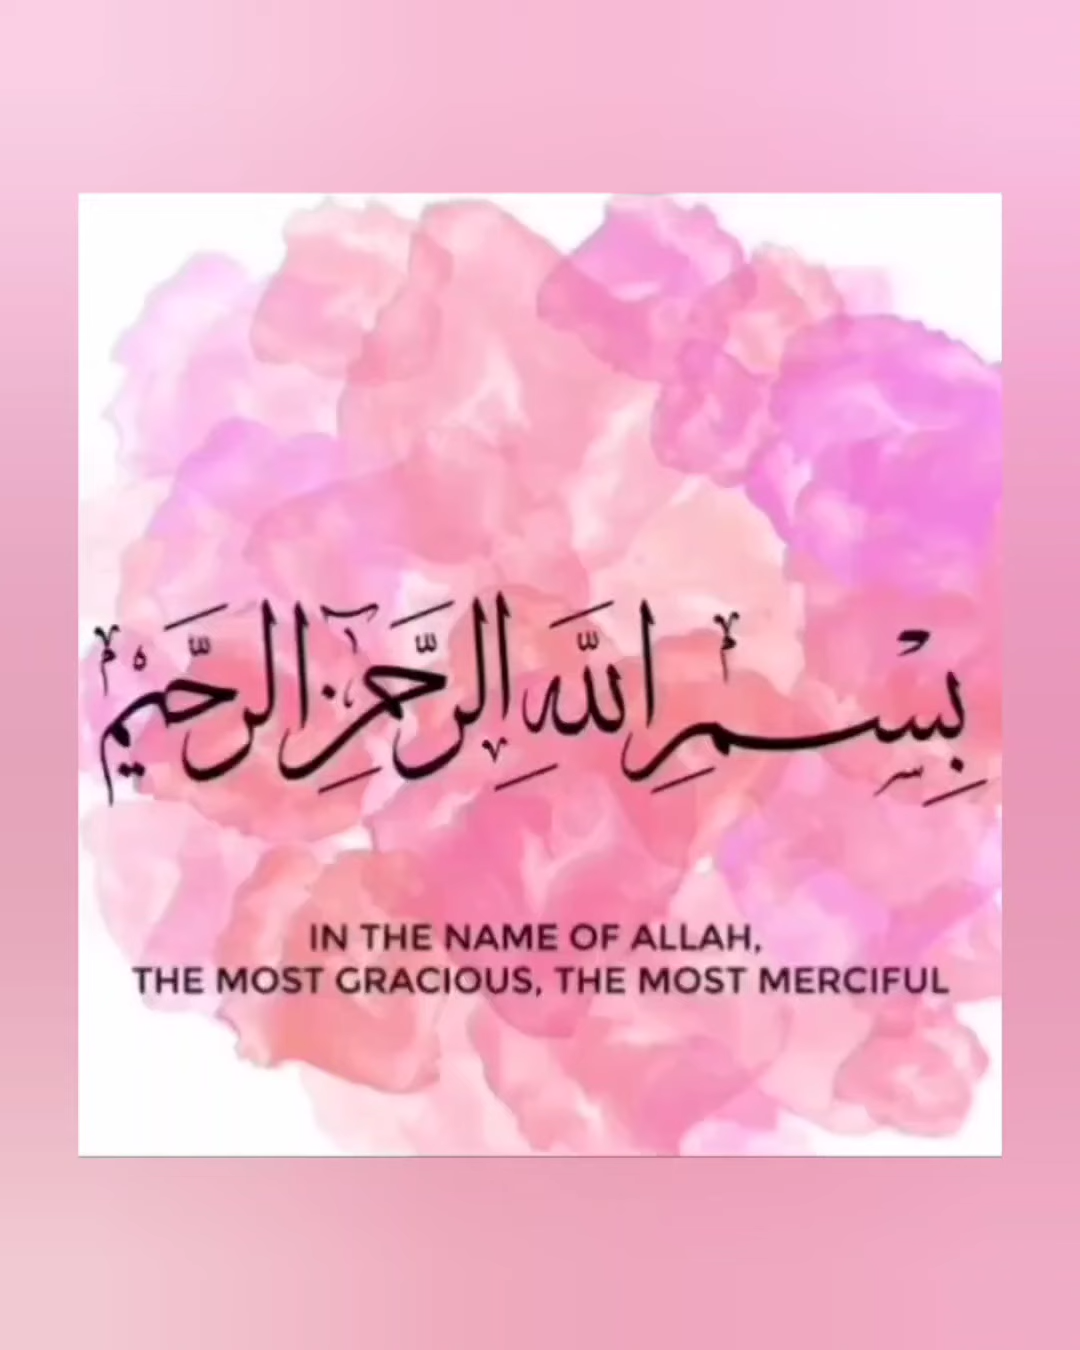 بِسْمِ اللَّهِ الرَّحْمَٰنِ الرَّحِيمِ
IN THE NAME OF ALLAH,
THE MOST GRACIOUS, THE MOST MERCIFUL